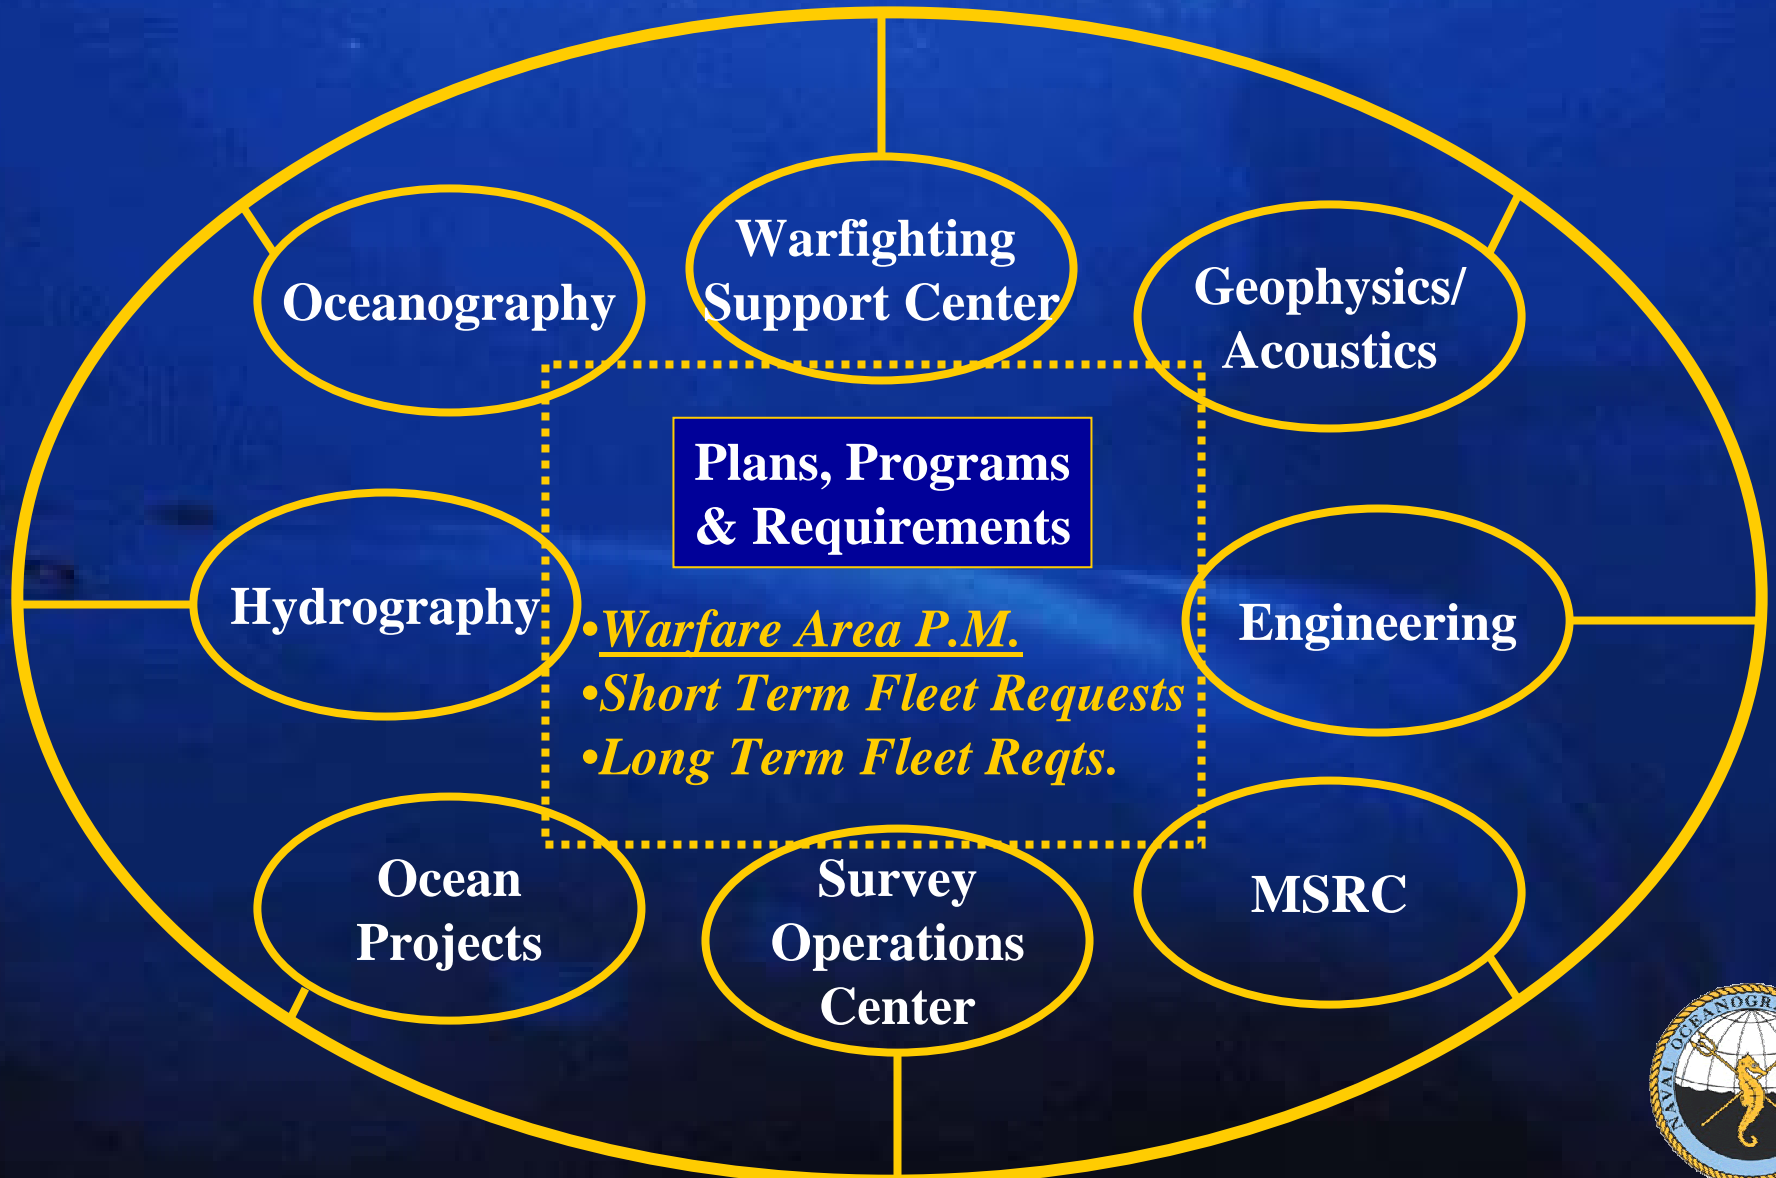 Warfighting
Support Center
Oceanography
Geophysics/
Acoustics
Plans, Programs
& Requirements
Hydrography
•Warfare Area P.M.
•Short Term Fleet Requests
•Long Term Fleet Reqts.
Engineering
Ocean
Projects
Survey
Operations
Center
MSRC
NAVAL